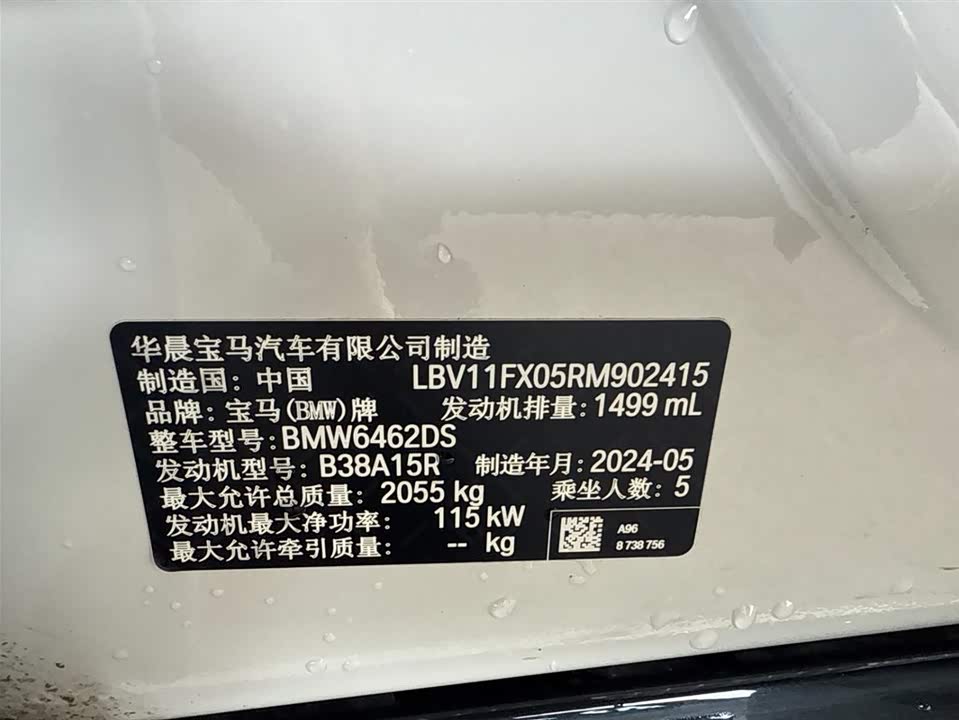 华晨宝马汽车有限公司制造
制造国：中国 LBV11FX05RM902415
品牌：宝马(BMW)牌 发动机排量：1499 mL
整车型号：BMW6462DS
发动机型号：B38A15R 制造年月：2024-05
最大允许总质量：2055 kg 乘坐人数：5
发动机最大净功率：115 kW
最大允许牵引质量：-- kg
A96
8 738 756